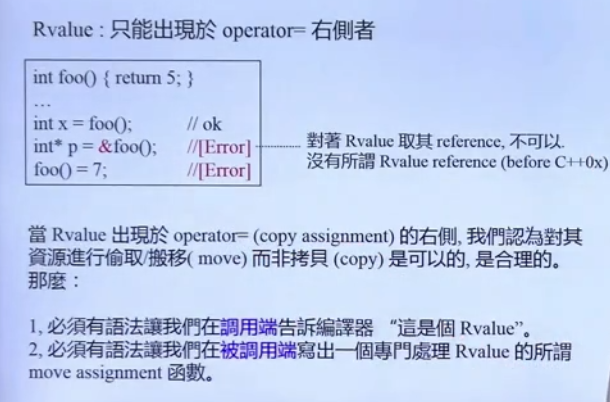 Rvalue : 只能出現於 operator= 右側者
int foo() { return 5; }
…
int x = foo(); // ok
int* p = &foo(); //[Error]
foo() = 7; //[Error]
對著 Rvalue 取其 reference, 不可以.
沒有所謂 Rvalue reference (before C++0x)
當 Rvalue 出現於 operator= (copy assignment) 的右側, 我們認為對其
資源進行偷取/搬移( move) 而非拷貝 (copy) 是可以的, 是合理的。
那麼：
1, 必須有語法讓我們在調用端告訴編譯器 “這是個 Rvalue”。
2, 必須有語法讓我們在被調用端寫出一個專門處理 Rvalue 的所謂
move assignment 函數。